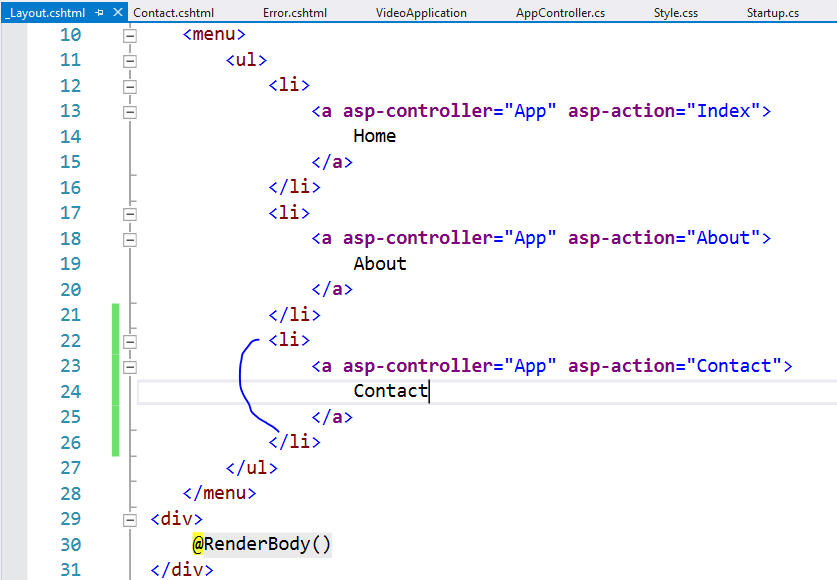 _Layout.cshtml Contact.cshtml Error.cshtml VideoApplication AppController.cs Style.css Startup.cs
10 <menu>
11 <ul>
12 <li>
13 <a asp-controller="App" asp-action="Index">
14 Home
15 </a>
16 </li>
17 <li>
18 <a asp-controller="App" asp-action="About">
19 About
20 </a>
21 </li>
22 <li>
23 <a asp-controller="App" asp-action="Contact">
24 Contact
25 </a>
26 </li>
27 </ul>
28 </menu>
29 <div>
30 @RenderBody()
31 </div>